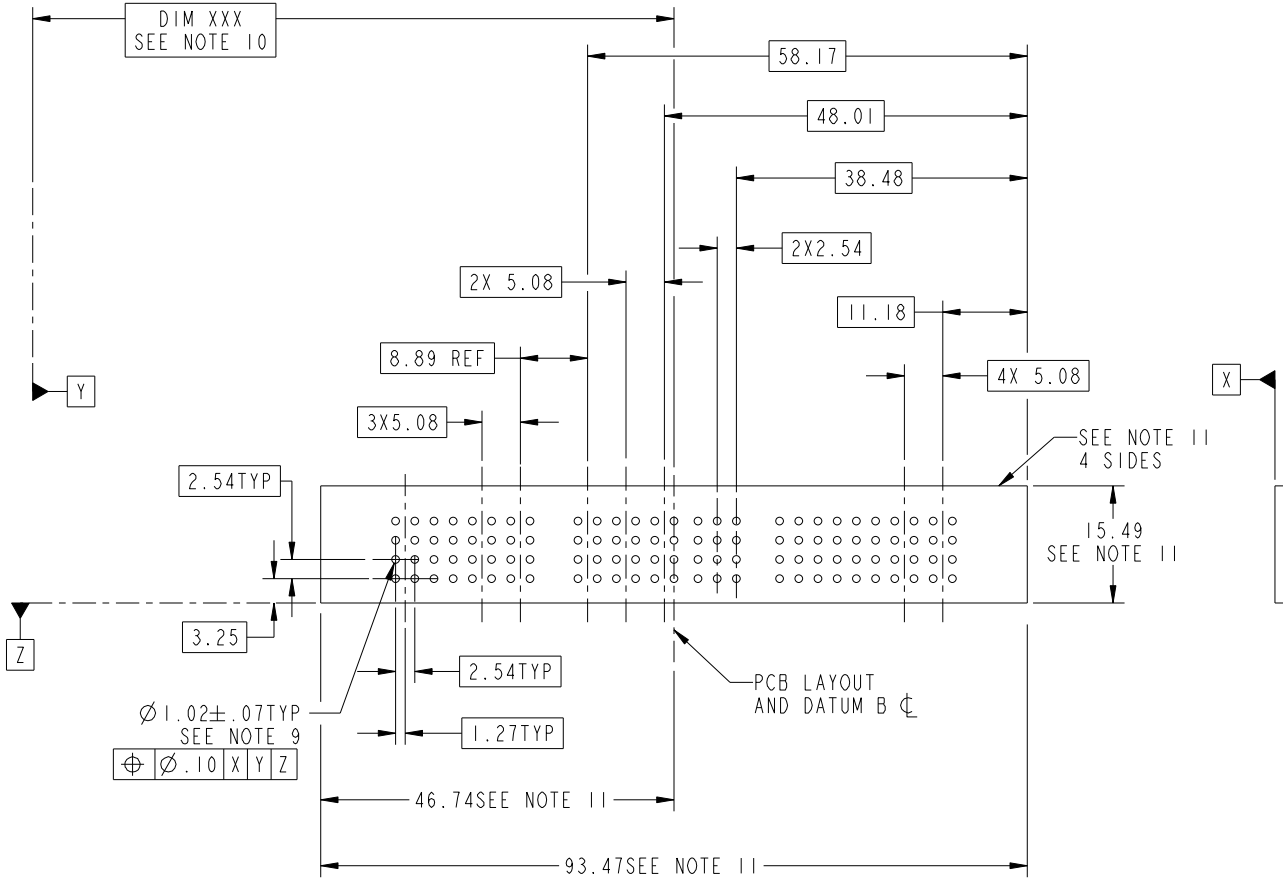 DIM XXX
SEE NOTE 10
58.17
48.01
38.48
2X2.54
2X 5.08
11.18
8.89 REF
4X 5.08
Y
X
3X5.08
SEE NOTE 11
4 SIDES
2.54TYP
15.49
SEE NOTE 11
3.25
Z
2.54TYP
PCB LAYOUT
AND DATUM B ℄
Ø1.02±.07TYP
SEE NOTE 9
1.27TYP
⌖ Ø.10 X Y Z
46.74SEE NOTE 11
93.47SEE NOTE 11